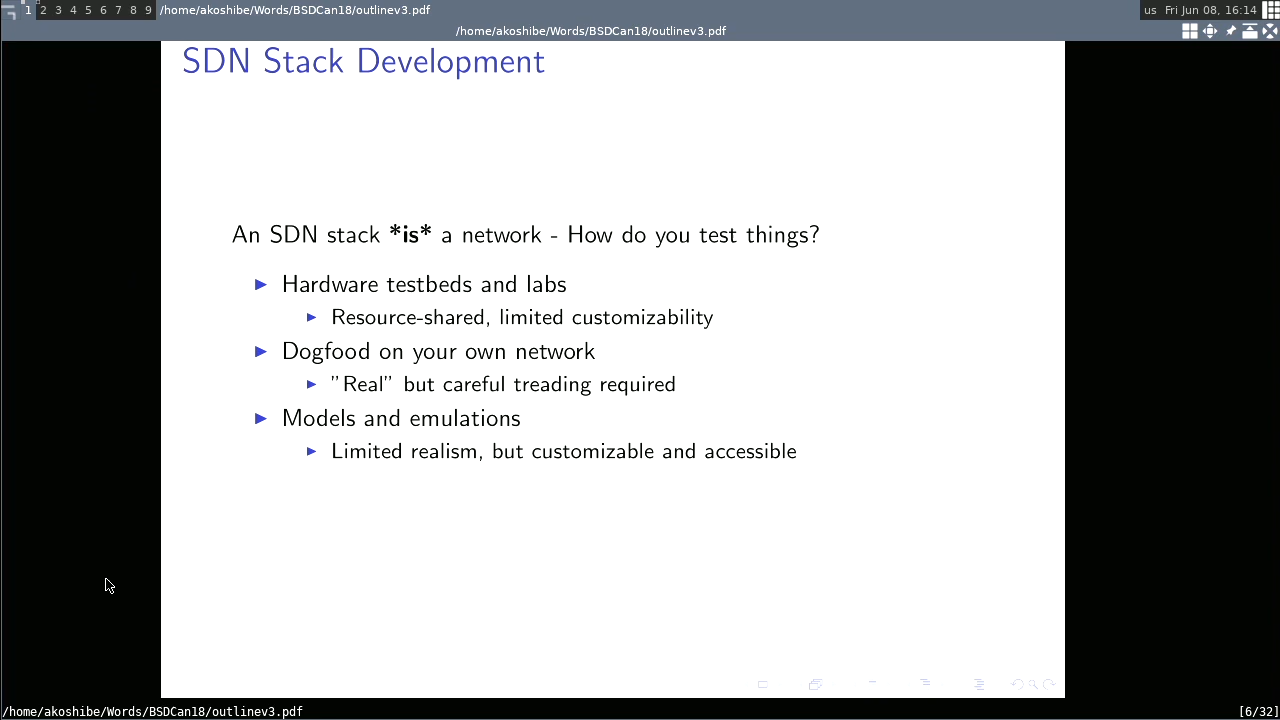 1 2 3 4 5 6 7 8 9 /home/akoshibe/Words/BSDCan18/outlinev3.pdf us Fri Jun 08, 16:14
/home/akoshibe/Words/BSDCan18/outlinev3.pdf
SDN Stack Development
An SDN stack *is* a network - How do you test things?
Hardware testbeds and labs
Resource-shared, limited customizability
Dogfood on your own network
”Real” but careful treading required
Models and emulations
Limited realism, but customizable and accessible
/home/akoshibe/Words/BSDCan18/outlinev3.pdf [6/32]